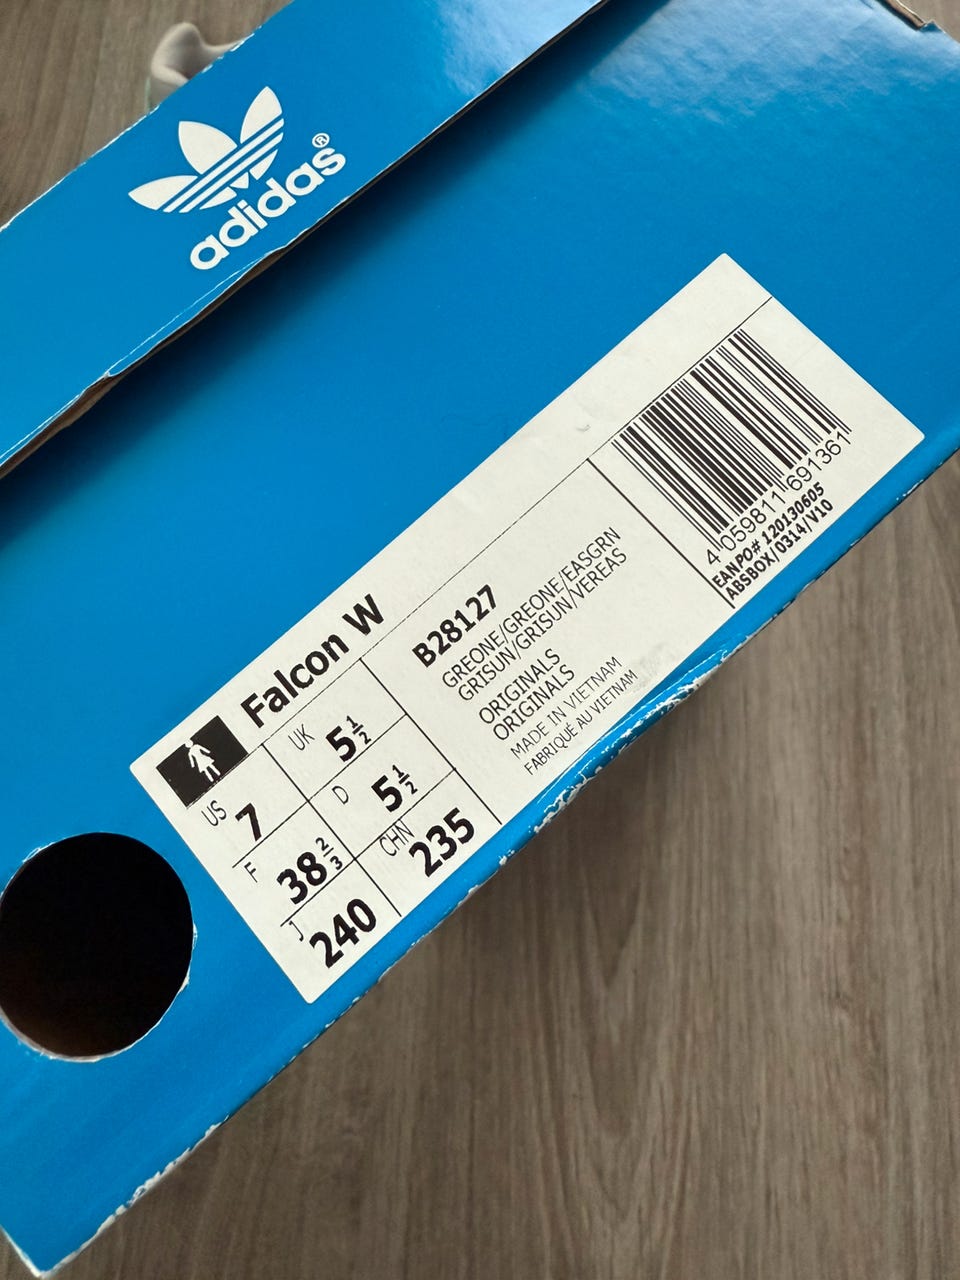 adidas®
Falcon W
US 7
UK 5½
F 38⅔
D 5½
J 240
CHN 235
B28127
GREONE/GREONE/EASGRN
GRISUN/GRISUN/VEREAS
ORIGINALS
ORIGINALS
MADE IN VIETNAM
FABRIQUÉ AU VIETNAM
4 059811 691361
EANPO# 120130605
ABSBOX/0314/V10